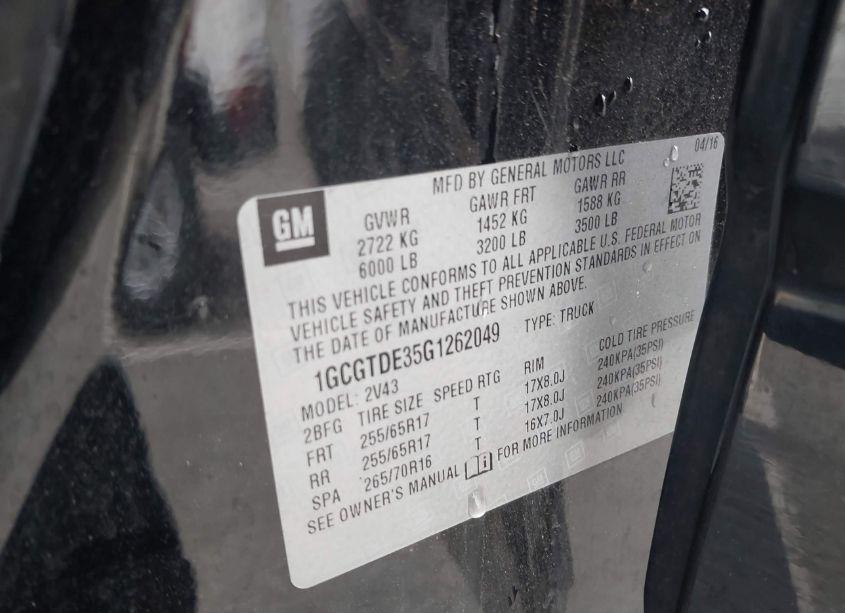 MFD BY GENERAL MOTORS LLC 04/16
GM
GVWR GAWR FRT GAWR RR
2722 KG 1452 KG 1588 KG
6000 LB 3200 LB 3500 LB
THIS VEHICLE CONFORMS TO ALL APPLICABLE U.S. FEDERAL MOTOR
VEHICLE SAFETY AND THEFT PREVENTION STANDARDS IN EFFECT ON
THE DATE OF MANUFACTURE SHOWN ABOVE.
1GCGTDE35G1262049 TYPE: TRUCK
MODEL: 2V43
2BFG TIRE SIZE SPEED RTG RIM COLD TIRE PRESSURE
FRT 255/65R17 T 17X8.0J 240KPA(35PSI)
RR 255/65R17 T 17X8.0J 240KPA(35PSI)
SPA 265/70R16 T 16X7.0J 240KPA(35PSI)
SEE OWNER'S MANUAL FOR MORE INFORMATION